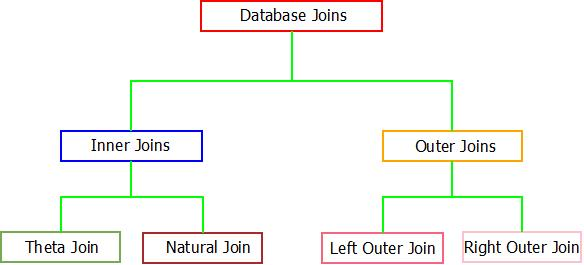 Database Joins
Inner Joins
Outer Joins
Theta Join
Natural Join
Left Outer Join
Right Outer Join